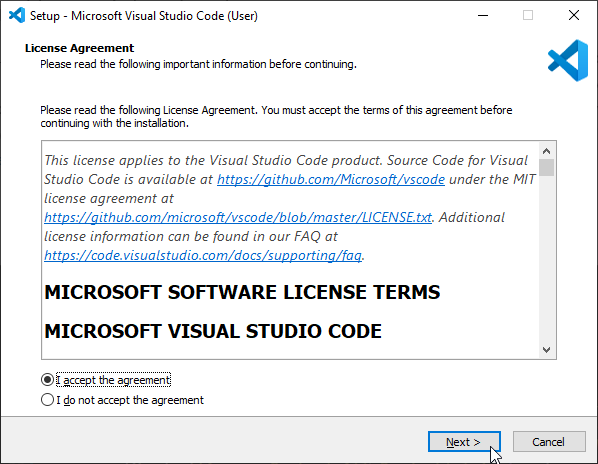 Setup - Microsoft Visual Studio Code (User)
License Agreement
Please read the following important information before continuing.
Please read the following License Agreement. You must accept the terms of this agreement before
continuing with the installation.
This license applies to the Visual Studio Code product. Source Code for Visual
Studio Code is available at https://github.com/Microsoft/vscode under the MIT
license agreement at
https://github.com/microsoft/vscode/blob/master/LICENSE.txt. Additional
license information can be found in our FAQ at
https://code.visualstudio.com/docs/supporting/faq.
MICROSOFT SOFTWARE LICENSE TERMS
MICROSOFT VISUAL STUDIO CODE
I accept the agreement
I do not accept the agreement
Next >
Cancel